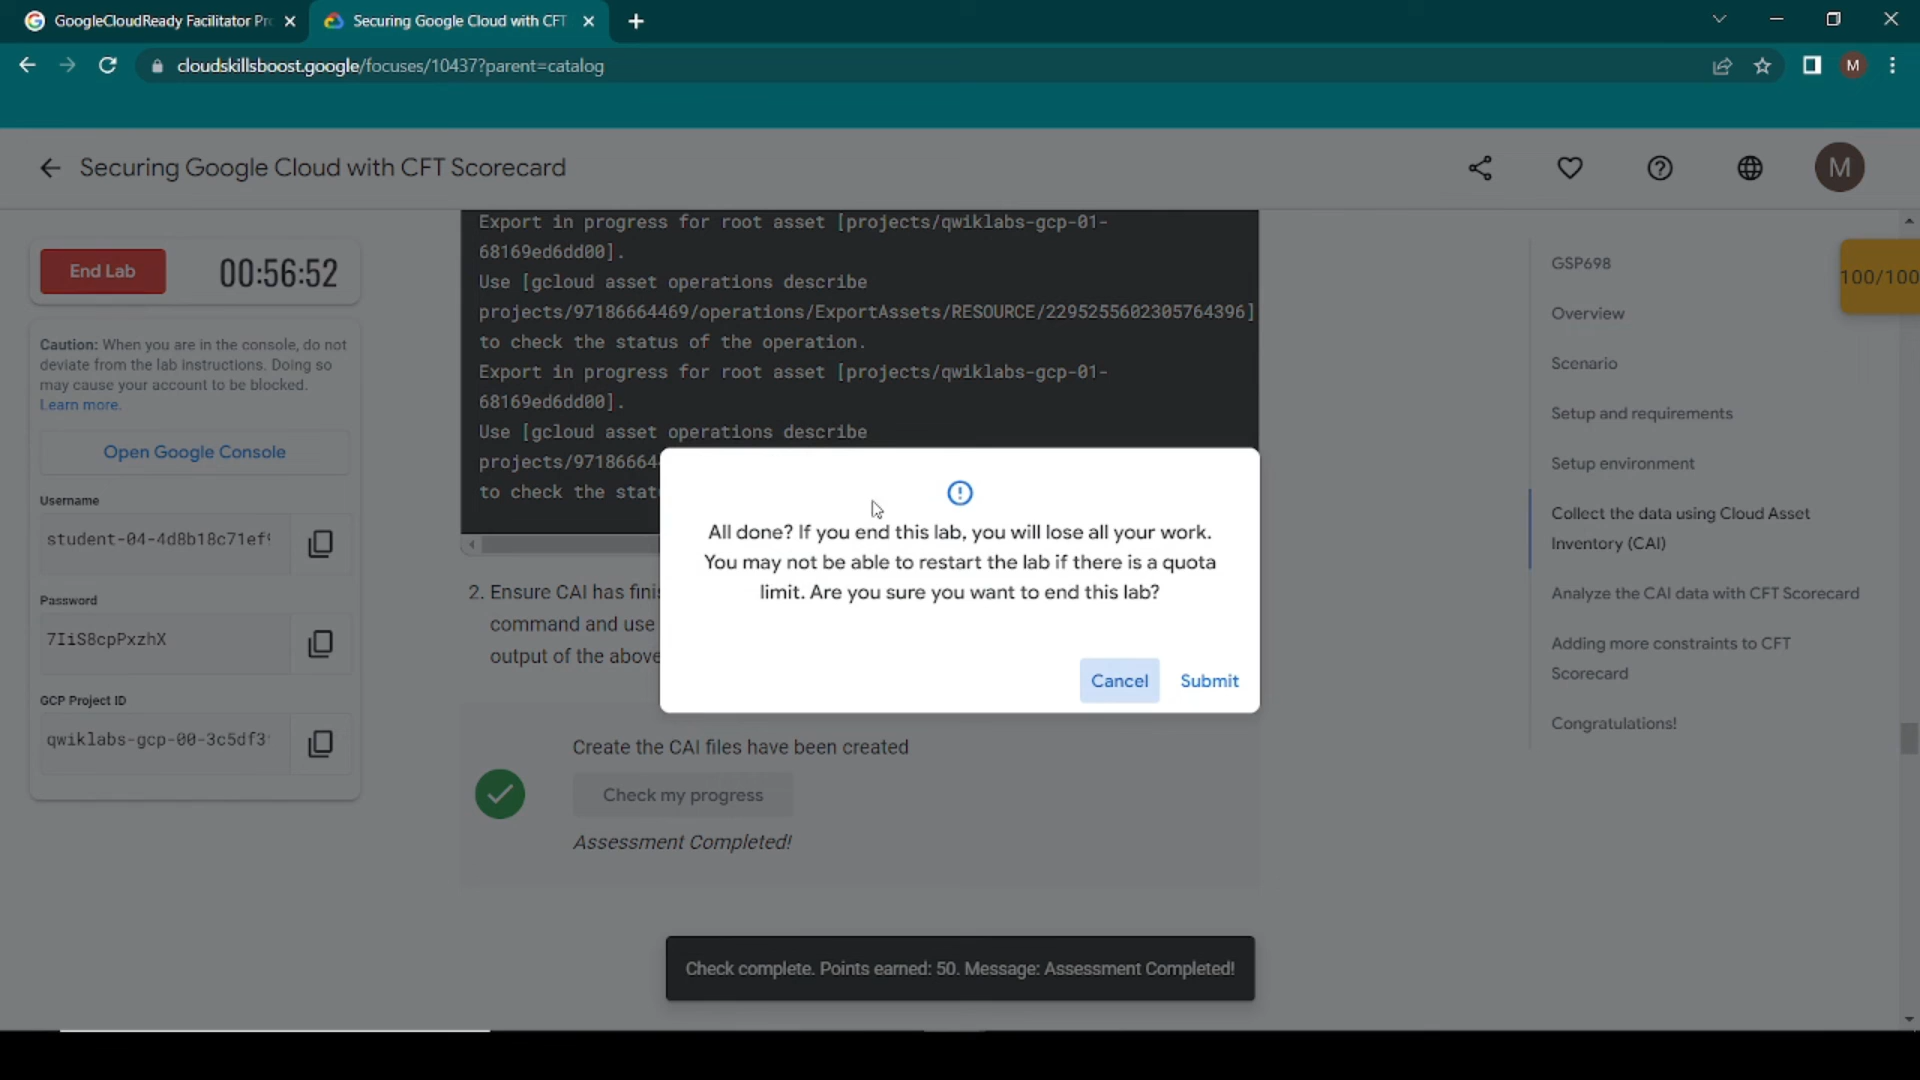 GoogleCloudReady Facilitator Pr
Securing Google Cloud with CFT
cloudskillsboost.google/focuses/10437?parent=catalog
M
Securing Google Cloud with CFT Scorecard
M
End Lab
00:56:52
Caution: When you are in the console, do not
deviate from the lab instructions. Doing so
may cause your account to be blocked.
Learn more.
Open Google Console
Username
student-04-4d8b18c71ef
Password
7IiS8cpPxzhX
GCP Project ID
qwiklabs-gcp-00-3c5df3
Export in progress for root asset [projects/qwiklabs-gcp-01-
68169ed6dd00].
Use [gcloud asset operations describe
projects/97186664469/operations/ExportAssets/RESOURCE/2295255602305764396]
to check the status of the operation.
Export in progress for root asset [projects/qwiklabs-gcp-01-
68169ed6dd00].
Use [gcloud asset operations describe
projects/9718666
to check the stat
2. Ensure CAI has fini
command and use
output of the above
All done? If you end this lab, you will lose all your work.
You may not be able to restart the lab if there is a quota
limit. Are you sure you want to end this lab?
Cancel
Submit
Create the CAI files have been created
Check my progress
Assessment Completed!
Check complete. Points earned: 50. Message: Assessment Completed!
GSP698
Overview
Scenario
Setup and requirements
Setup environment
Collect the data using Cloud Asset
Inventory (CAI)
Analyze the CAI data with CFT Scorecard
Adding more constraints to CFT
Scorecard
Congratulations!
100/100